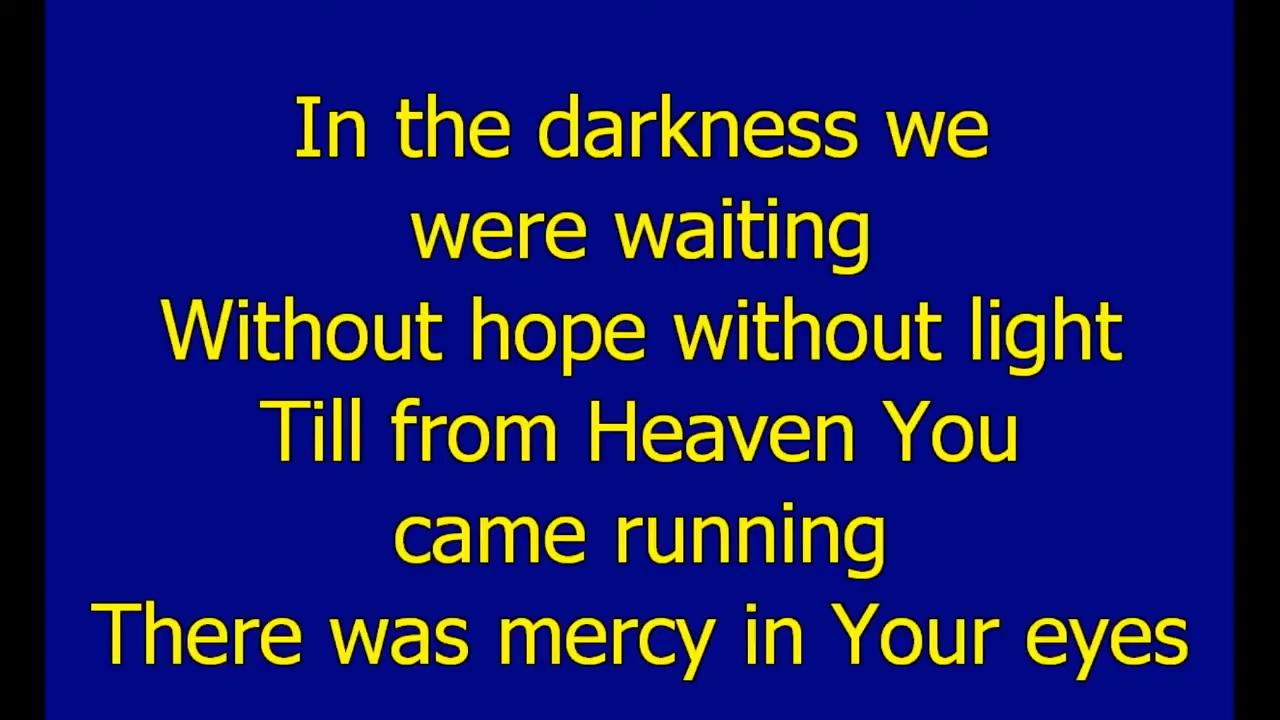 In the darkness we
were waiting
Without hope without light
Till from Heaven You
came running
There was mercy in Your eyes